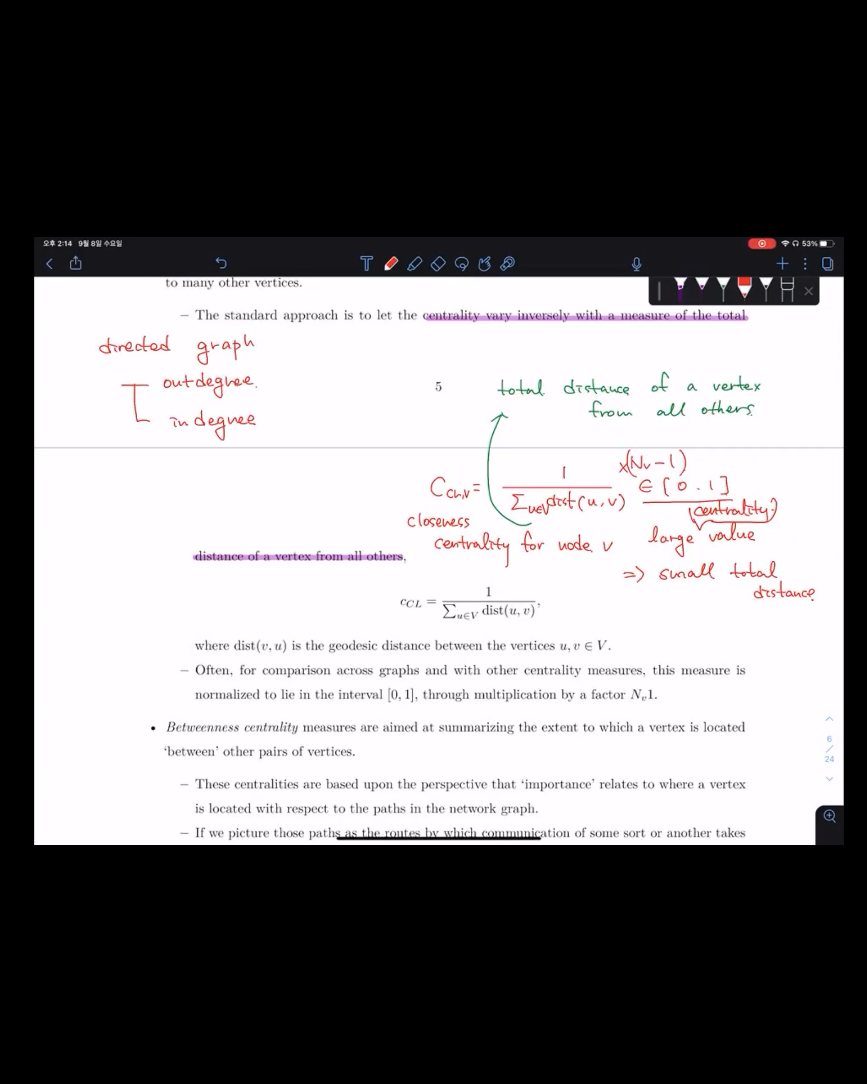 오후 2:14 9월 8일 수요일
53%
T
to many other vertices.
– The standard approach is to let the centrality vary inversely with a measure of the total
directed graph
outdegree.
indegree
5
total distance of a vertex
from all others.
C_{CL,V} = 1 / Σ_{u∈V} dist(u, v) ×(Nv−1)
∈ [0.1]
closeness
centrality for node v
(centrality)
large value
⇒ small total
distance.
distance of a vertex from all others,
c_{CL} = 1 / Σ_{u∈V} dist(u, v),
where dist(v, u) is the geodesic distance between the vertices u, v ∈ V.
– Often, for comparison across graphs and with other centrality measures, this measure is
normalized to lie in the interval [0, 1], through multiplication by a factor N_v1.
• Betweenness centrality measures are aimed at summarizing the extent to which a vertex is located
‘between’ other pairs of vertices.
– These centralities are based upon the perspective that ‘importance’ relates to where a vertex
is located with respect to the paths in the network graph.
– If we picture those paths as the routes by which communication of some sort or another takes
6
/
24